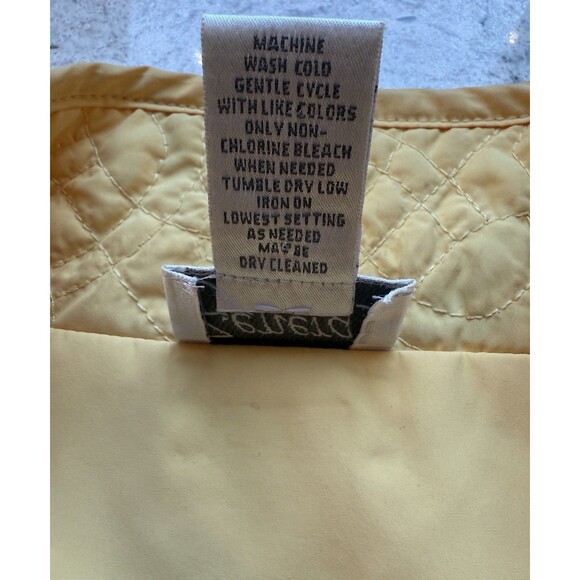 MACHINE
WASH COLD
GENTLE CYCLE
WITH LIKE COLORS
ONLY NON-
CHLORINE BLEACH
WHEN NEEDED
TUMBLE DRY LOW
IRON ON
LOWEST SETTING
AS NEEDED
MAY BE
DRY CLEANED